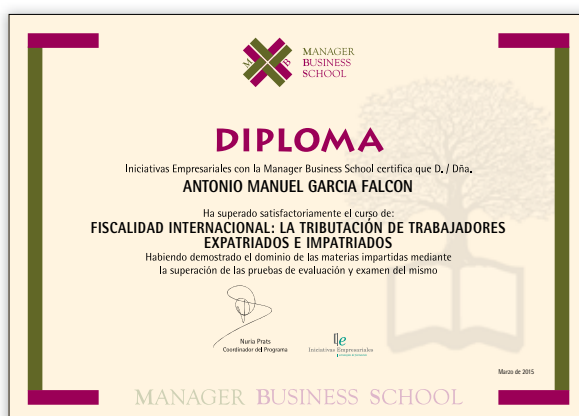 M B
MANAGER
BUSINESS
SCHOOL
DIPLOMA
Iniciativas Empresariales con la Manager Business School certifica que D. / Dña.
ANTONIO MANUEL GARCIA FALCON
Ha superado satisfactoriamente el curso de:
FISCALIDAD INTERNACIONAL: LA TRIBUTACIÓN DE TRABAJADORES
EXPATRIADOS E IMPATRIADOS
Habiendo demostrado el dominio de las materias impartidas mediante
la superación de las pruebas de evaluación y examen del mismo
Nuria Prats
Coordinador del Programa
Ie
Iniciativas Empresariales
Marzo de 2015
MANAGER BUSINESS SCHOOL